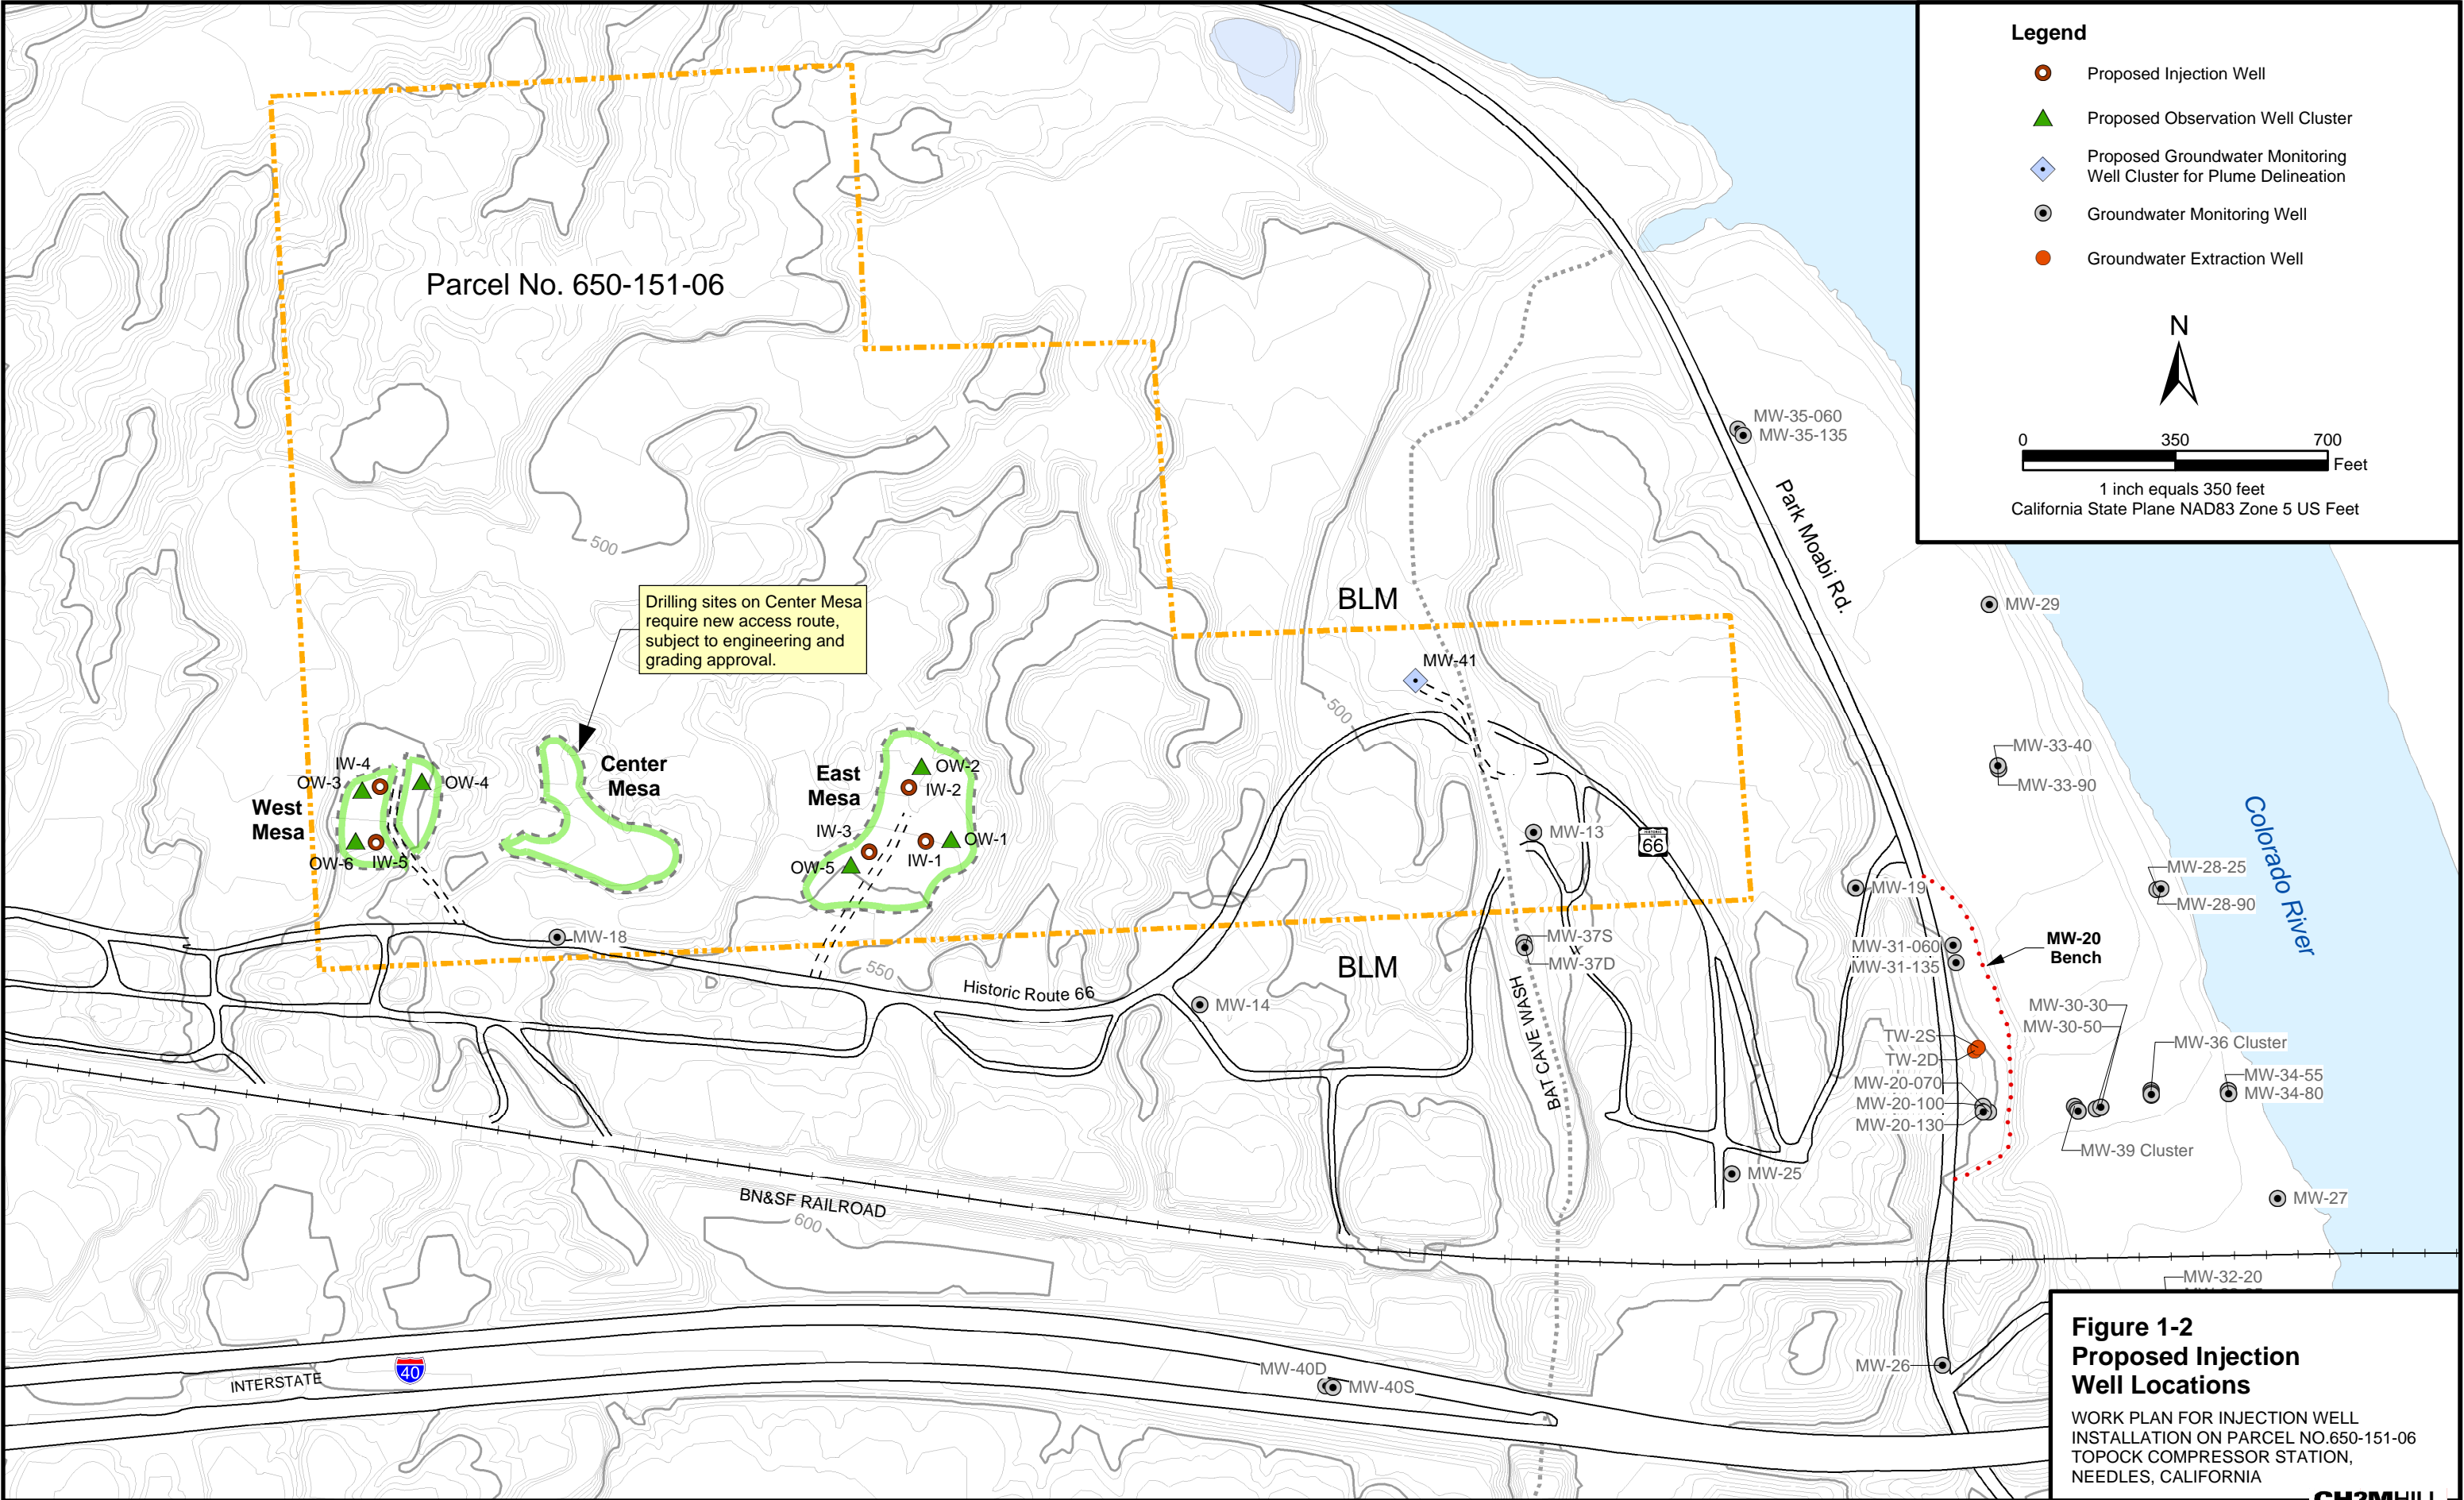 Legend
Proposed Injection Well
Proposed Observation Well Cluster
Proposed Groundwater Monitoring
Well Cluster for Plume Delineation
Groundwater Monitoring Well
Groundwater Extraction Well
N
0 350 700
Feet
1 inch equals 350 feet
California State Plane NAD83 Zone 5 US Feet
Parcel No. 650-151-06
500
Drilling sites on Center Mesa
require new access route,
subject to engineering and
grading approval.
BLM
MW-41
500
MW-35-060
MW-35-135
Park Moabi Rd.
MW-29
MW-33-40
MW-33-90
Colorado River
MW-28-25
MW-28-90
West
Mesa
IW-4
OW-3
OW-4
OW-6
IW-5
Center
Mesa
East
Mesa
OW-2
IW-2
IW-3
IW-1
OW-1
OW-5
MW-13
HISTORIC
66
MW-19
MW-18
550
Historic Route 66
MW-14
BLM
MW-37S
MW-37D
BAT CAVE WASH
MW-31-060
MW-31-135
MW-20
Bench
MW-30-30
MW-30-50
MW-36 Cluster
TW-2S
TW-2D
MW-20-070
MW-20-100
MW-20-130
MW-34-55
MW-34-80
MW-39 Cluster
MW-25
MW-27
BN&SF RAILROAD
600
MW-32-20
INTERSTATE
40
MW-40D
MW-40S
MW-26
Figure 1-2
Proposed Injection
Well Locations
WORK PLAN FOR INJECTION WELL
INSTALLATION ON PARCEL NO.650-151-06
TOPOCK COMPRESSOR STATION,
NEEDLES, CALIFORNIA
CH2MHILL